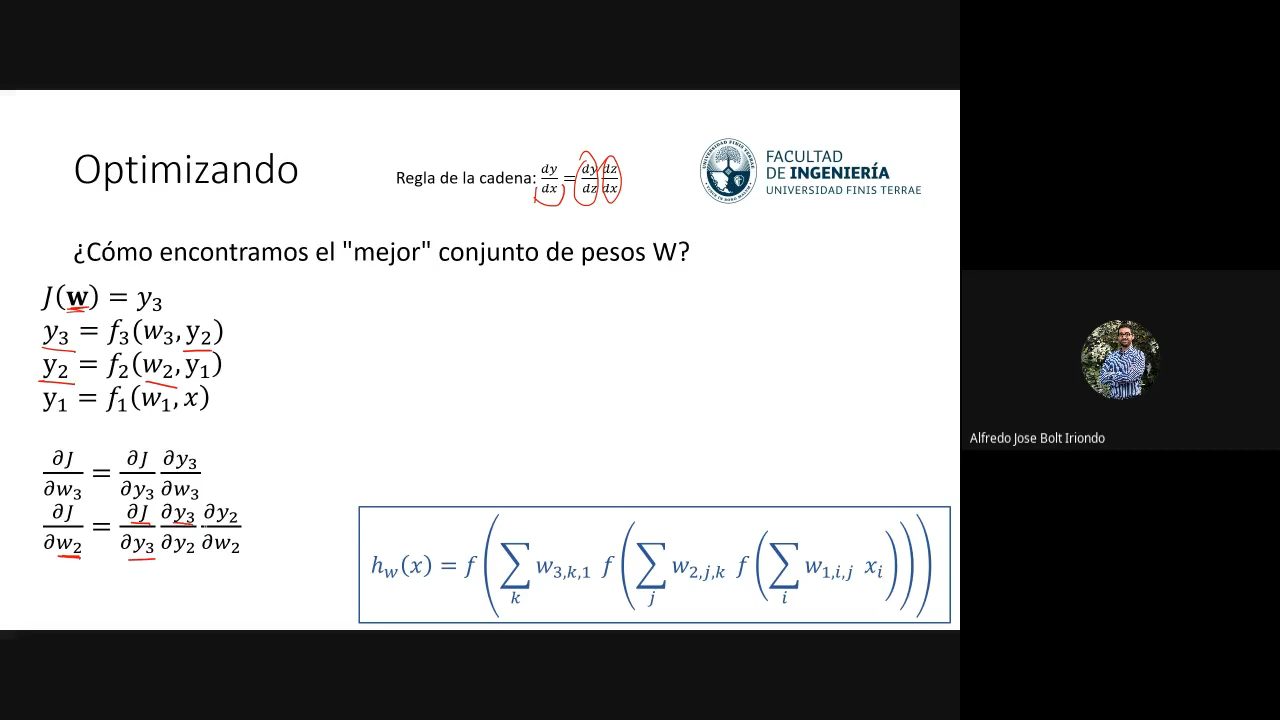 Optimizando
Regla de la cadena: dy/dx = dy/dz dz/dx
FACULTAD
DE INGENIERÍA
UNIVERSIDAD FINIS TERRAE
¿Cómo encontramos el "mejor" conjunto de pesos W?
J(w) = y₃
y₃ = f₃(w₃, y₂)
y₂ = f₂(w₂, y₁)
y₁ = f₁(w₁, x)
∂J/∂w₃ = ∂J/∂y₃ ∂y₃/∂w₃
∂J/∂w₂ = ∂J/∂y₃ ∂y₃/∂y₂ ∂y₂/∂w₂
h_w(x) = f(∑_k w_{3,k,1} f(∑_j w_{2,j,k} f(∑_i w_{1,i,j} x_i)))
Alfredo Jose Bolt Iriondo